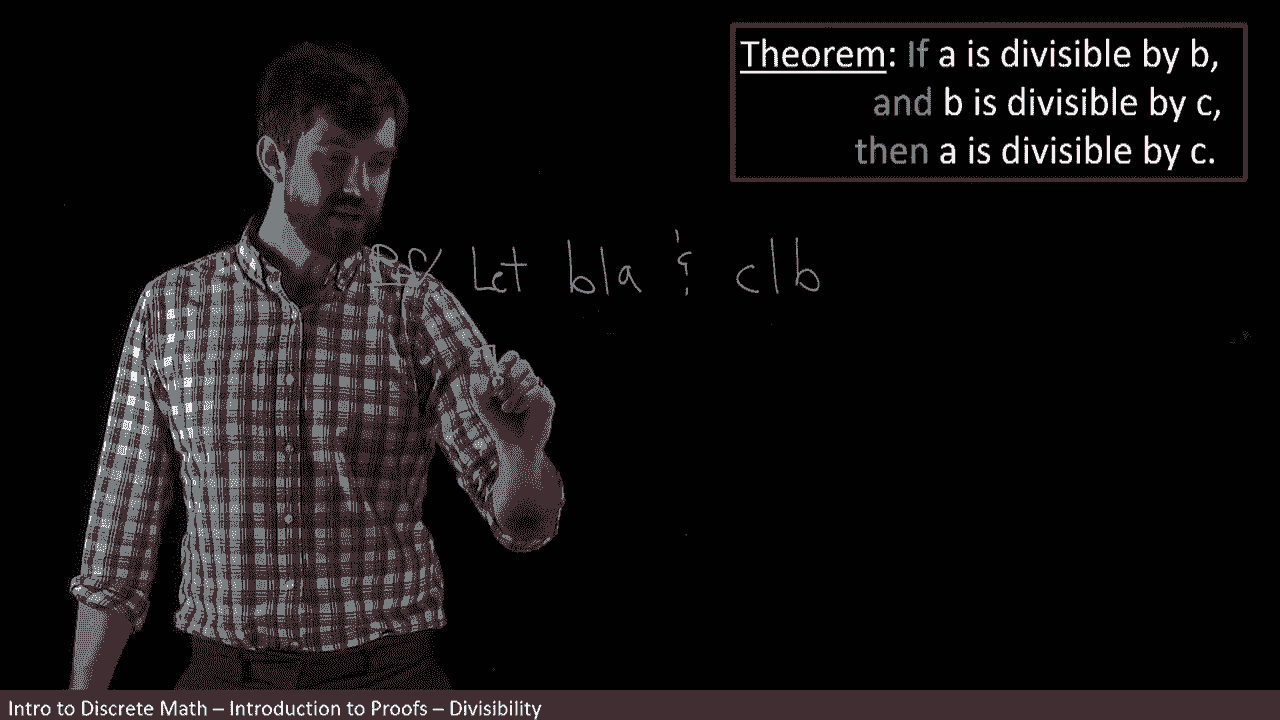 Theorem: If a is divisible by b,
and b is divisible by c,
then a is divisible by c.
Pf/ Let b|a & c|b
Intro to Discrete Math – Introduction to Proofs – Divisibility